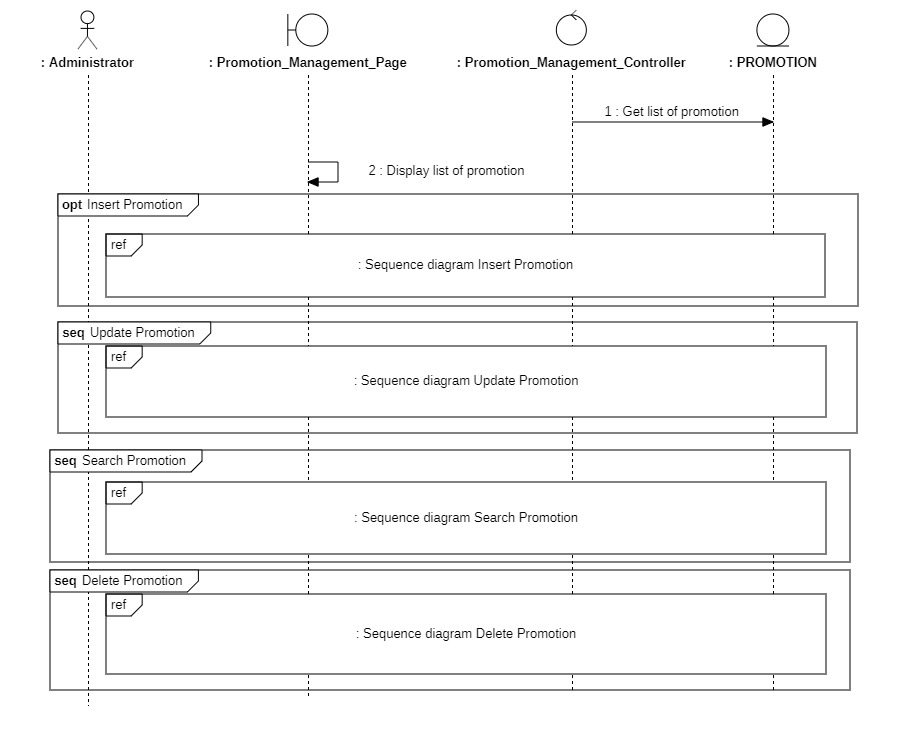 : Administrator
: Promotion_Management_Page
: Promotion_Management_Controller
: PROMOTION
1 : Get list of promotion
2 : Display list of promotion
opt Insert Promotion
ref
: Sequence diagram Insert Promotion
seq Update Promotion
ref
: Sequence diagram Update Promotion
seq Search Promotion
ref
: Sequence diagram Search Promotion
seq Delete Promotion
ref
: Sequence diagram Delete Promotion